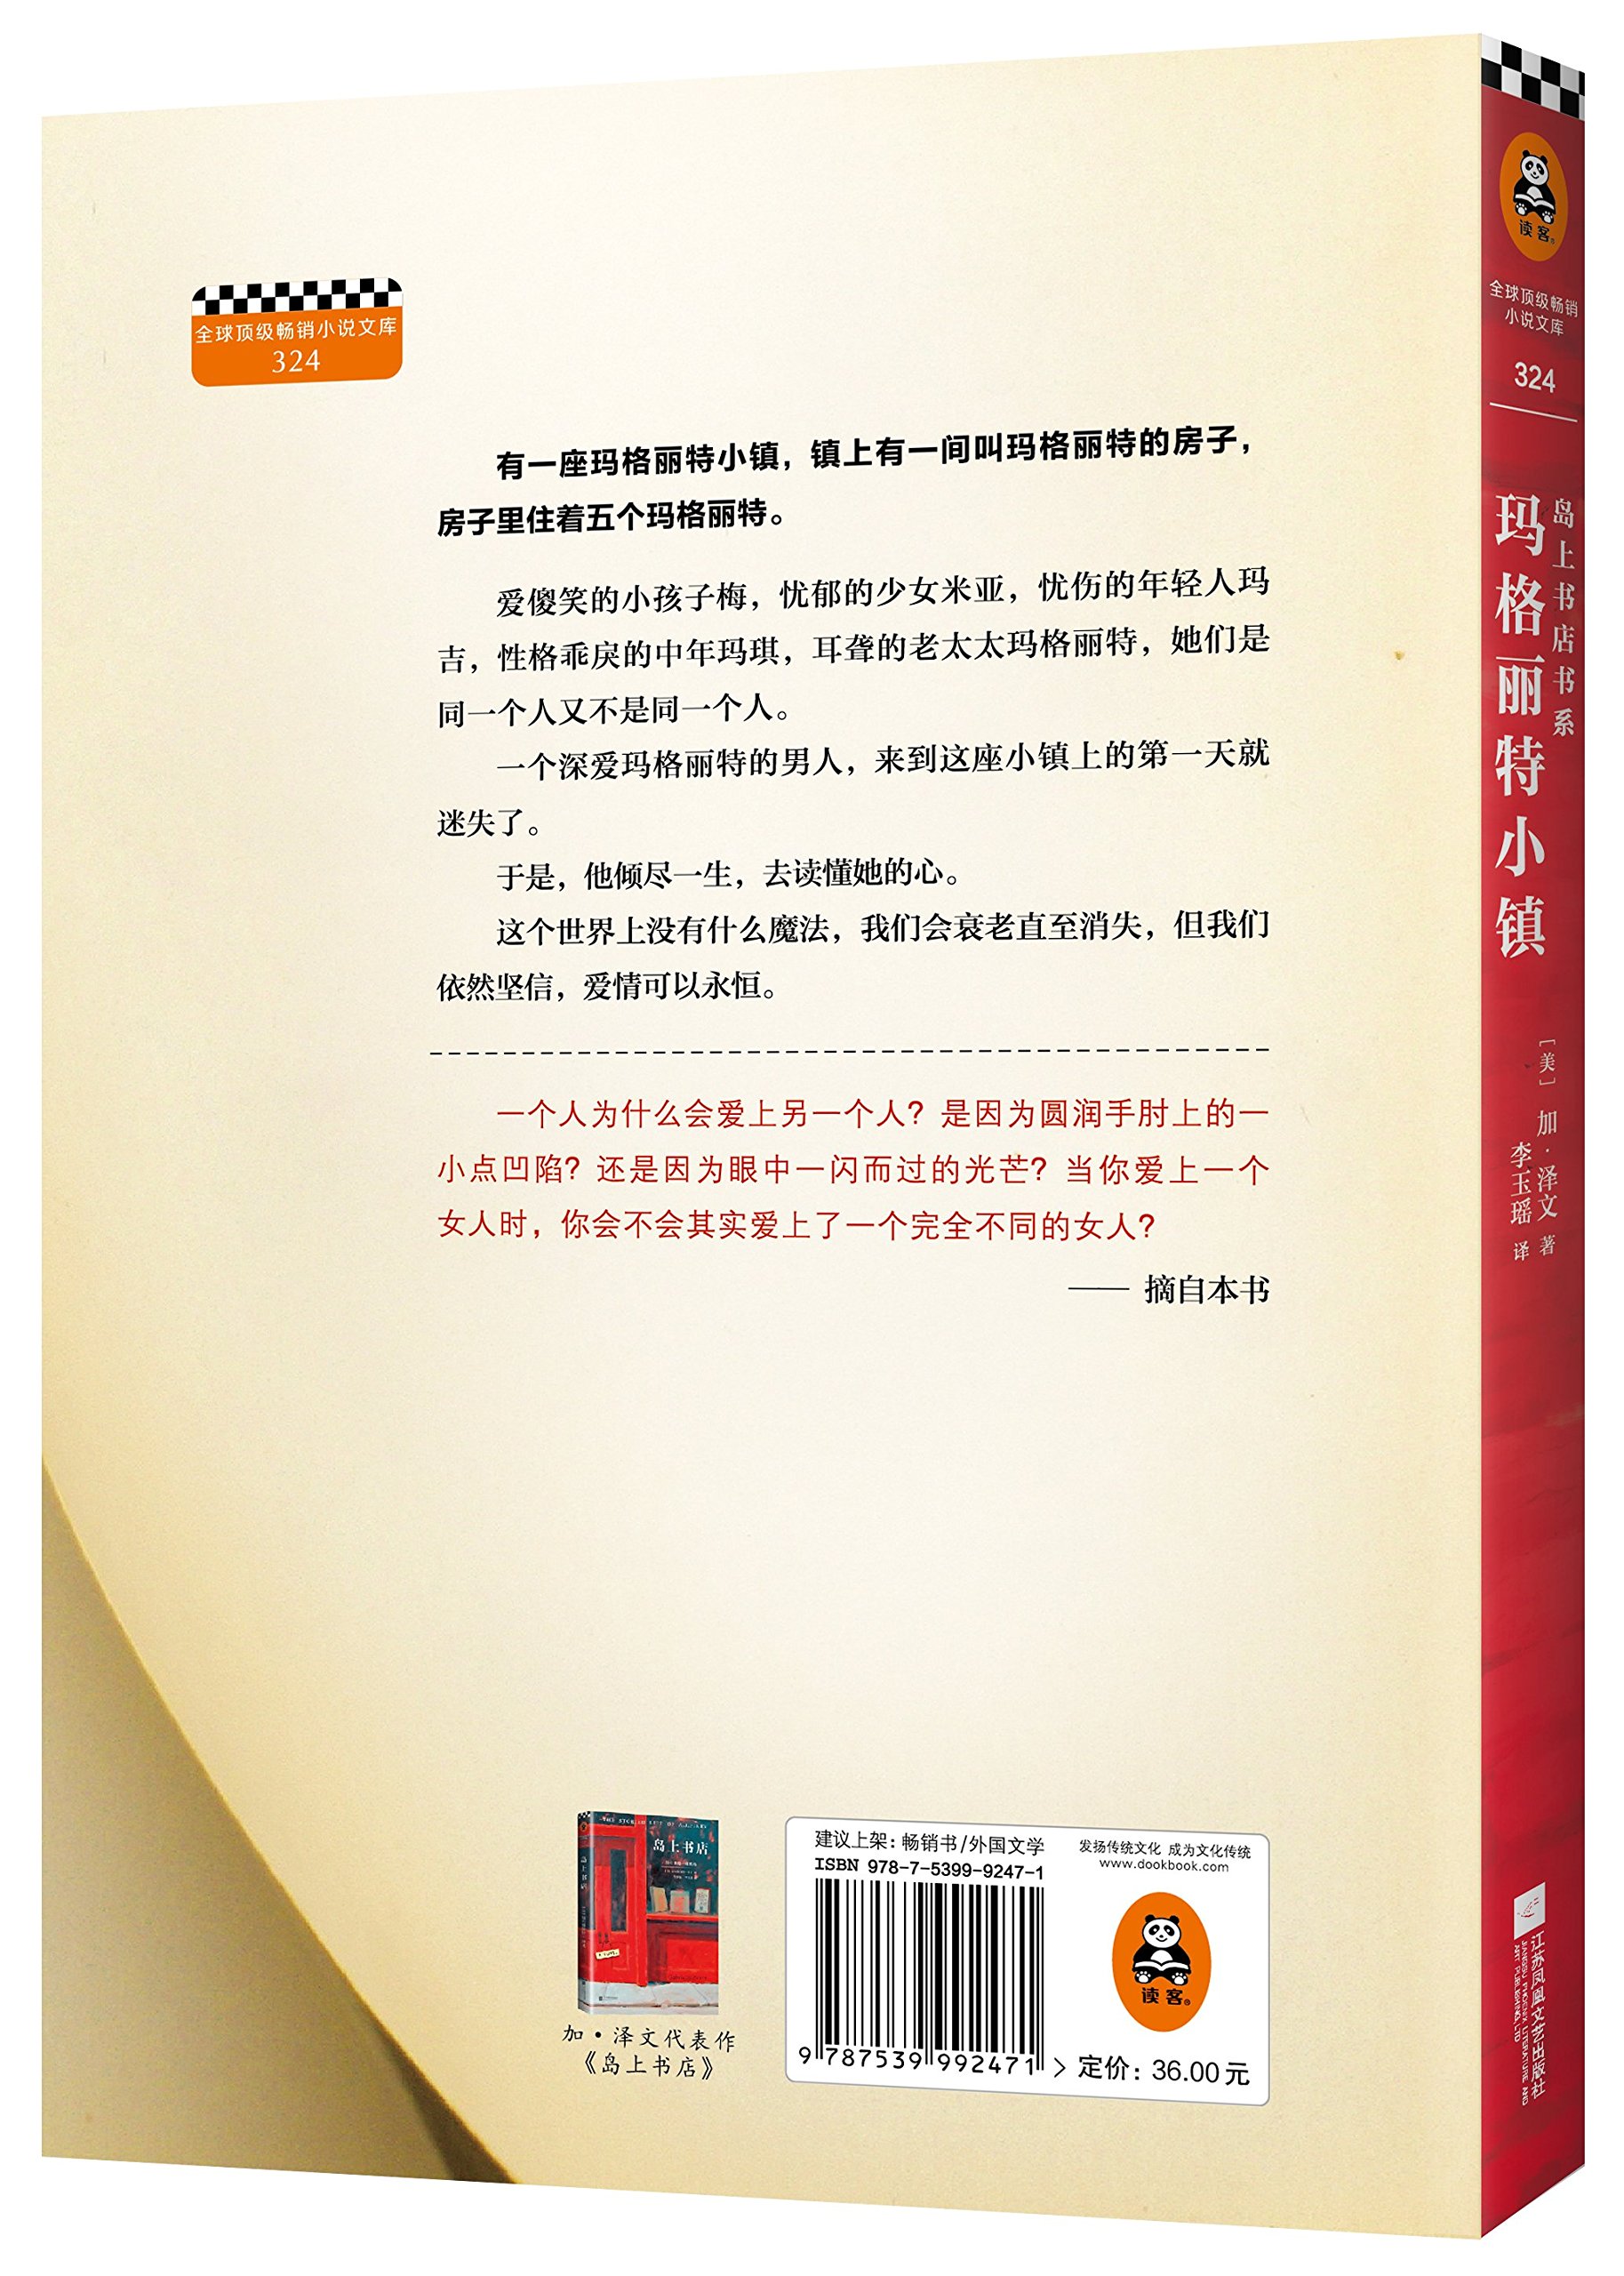 全球顶级畅销小说文库
324
有一座玛格丽特小镇，镇上有一间叫玛格丽特的房子，
房子里住着五个玛格丽特。
爱傻笑的小孩子梅，忧郁的少女米亚，忧伤的年轻人玛
吉，性格乖戾的中年玛琪，耳聋的老太太玛格丽特，她们是
同一个人又不是同一个人。
一个深爱玛格丽特的男人，来到这座小镇上的第一天就
迷失了。
于是，他倾尽一生，去读懂她的心。
这个世界上没有什么魔法，我们会衰老直至消失，但我们
依然坚信，爱情可以永恒。
一个人为什么会爱上另一个人？是因为圆润手肘上的一
小点凹陷？还是因为眼中一闪而过的光芒？当你爱上一个
女人时，你会不会其实爱上了一个完全不同的女人？
—— 摘自本书
岛上书店
岛上书店
加·泽文代表作
《岛上书店》
建议上架：畅销书/外国文学
ISBN 978-7-5399-9247-1
9 787539 992471 >
发扬传统文化 成为文化传统
www.dookbook.com
读客®
定价：36.00元
读客®
全球顶级畅销
小说文库
324
岛上书店书系
玛格丽特小镇
［美］加·泽文 著
李玉瑶 译
江苏凤凰文艺出版社
JIANGSU PHOENIX LITERATURE AND
ART PUBLISHING, LTD